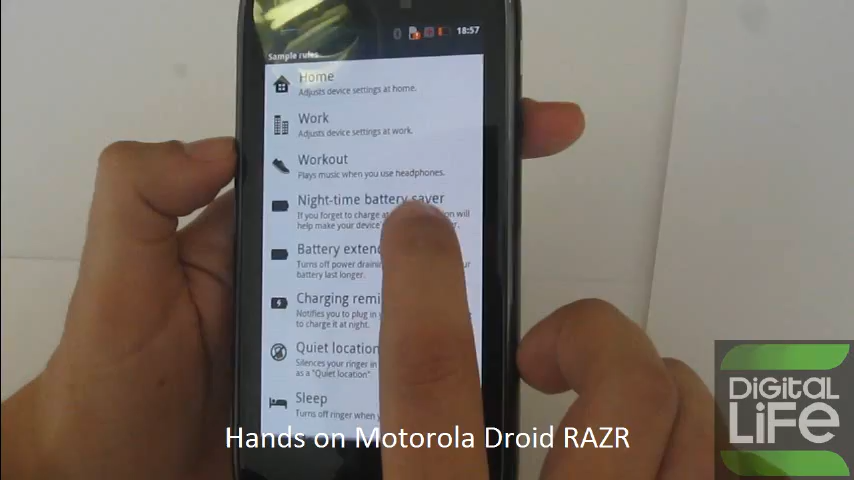 18:57
Sample rules
Home
Adjusts device settings at home.
Work
Adjusts device settings at work.
Workout
Plays music when you use headphones.
Night-time battery saver
If you forget to charge at will
help make your device
Battery
Turns off power
battery last longer.
Charging
Notifies you to plug in
to charge it at night.
Quiet location
Silences your ringer in
as a "Quiet location"
Sleep
Turns off ringer when
Hands on Motorola Droid RAZR
DIGITAL
LIFE